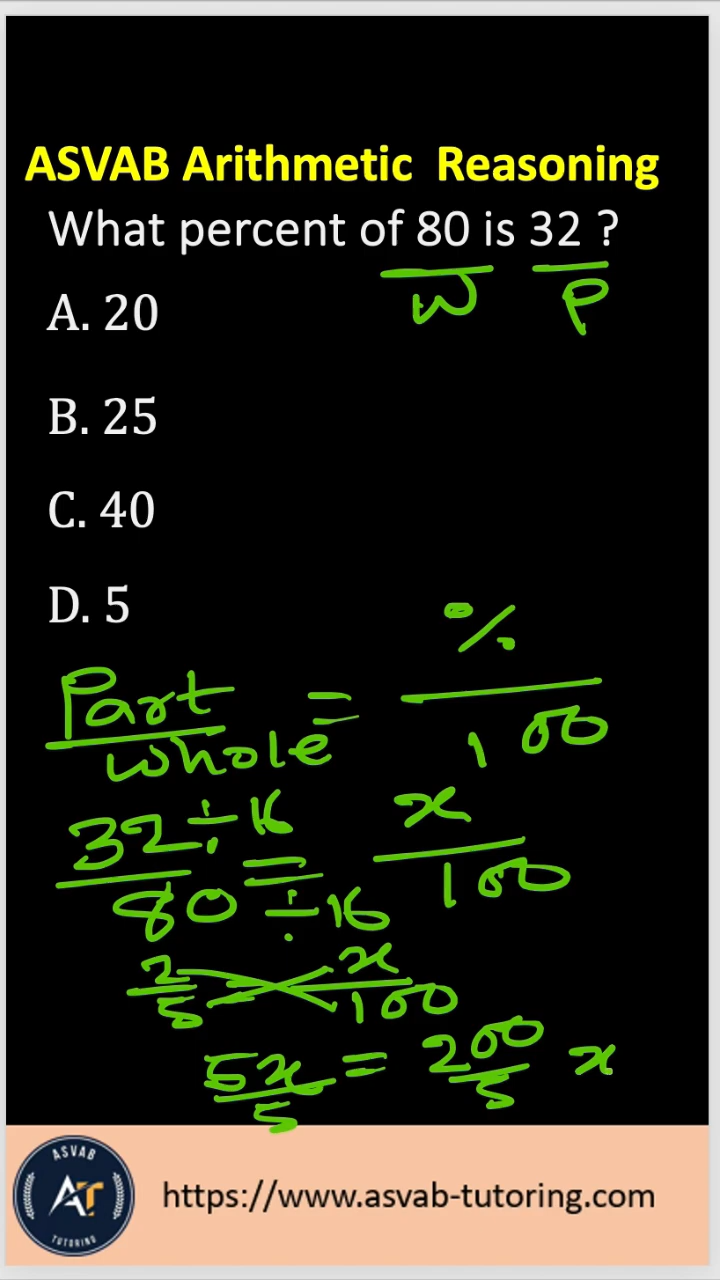 ASVAB Arithmetic Reasoning
What percent of 80 is 32 ?
W P
A. 20
B. 25
C. 40
D. 5
Part/whole = %/100
32÷16/80÷16 = x/100
2/5 = x/100
5x/5 = 200/5 x
ASVAB
AT
TUTORING
https://www.asvab-tutoring.com